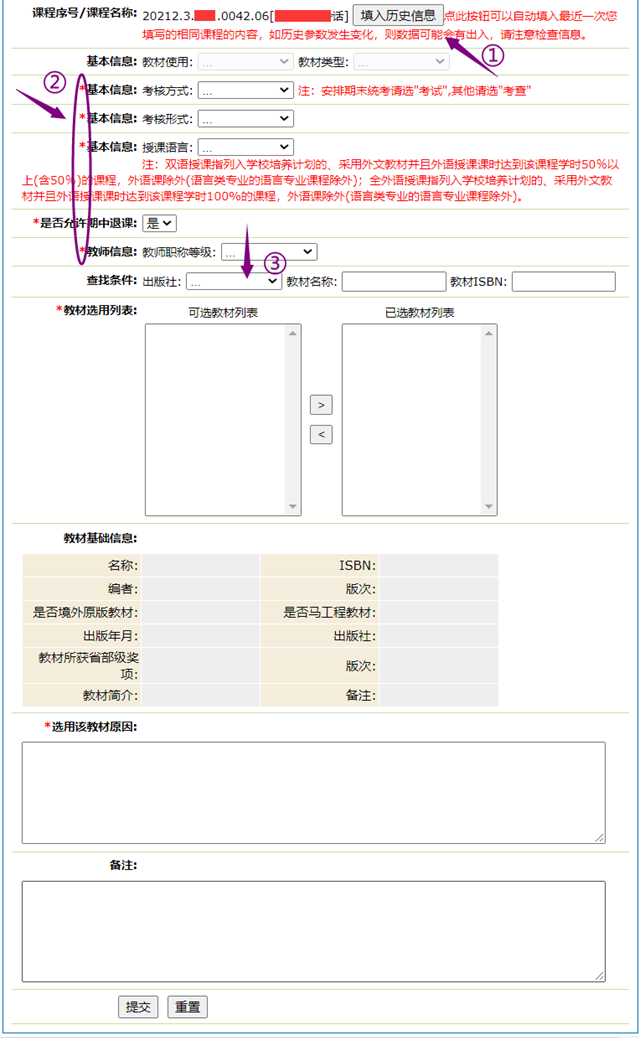 课程序号/课程名称: 20212.3. .0042.06[ 话] 填入历史信息 点此按钮可以自动填入最近一次您
填写的相同课程的内容，如历史参数发生变化，则数据可能会有出入，请注意检查信息。
①
基本信息: 教材使用: ... 教材类型: ...
②
*基本信息: 考核方式: ... 注：安排期末统考请选"考试",其他请选"考查"
*基本信息: 考核形式: ...
*基本信息: 授课语言: ...
注：双语授课指列入学校培养计划的、采用外文教材并且外语授课课时达到该课程学时50%以
上(含50%)的课程，外语课除外(语言类专业的语言专业课程除外)；全外语授课指列入学校培养计划的、采用外文教
材并且外语授课课时达到该课程学时100%的课程，外语课除外(语言类专业的语言专业课程除外)。
*是否允许期中退课: 是
*教师信息: 教师职称等级: ...
③
查找条件: 出版社: ... 教材名称: 教材ISBN:
*教材选用列表: 可选教材列表 已选教材列表
>
<
教材基础信息:
名称: ISBN:
编者: 版次:
是否境外原版教材: 是否马工程教材:
出版年月: 出版社:
教材所获省部级奖
项: 版次:
教材简介: 备注:
*选用该教材原因:
备注:
提交 重置